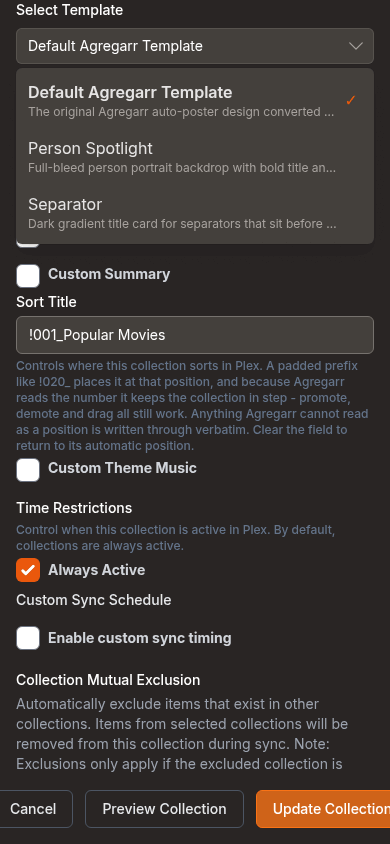 Select Template
Default Agregarr Template
Default Agregarr Template
The original Agregarr auto-poster design converted ...
Person Spotlight
Full-bleed person portrait backdrop with bold title an...
Separator
Dark gradient title card for separators that sit before ...
Custom Summary
Sort Title
!001_Popular Movies
Controls where this collection sorts in Plex. A padded prefix
like !020_ places it at that position, and because Agregarr
reads the number it keeps the collection in step - promote,
demote and drag all still work. Anything Agregarr cannot read
as a position is written through verbatim. Clear the field to
return to its automatic position.
Custom Theme Music
Time Restrictions
Control when this collection is active in Plex. By default,
collections are always active.
Always Active
Custom Sync Schedule
Enable custom sync timing
Collection Mutual Exclusion
Automatically exclude items that exist in other
collections. Items from selected collections will be
removed from this collection during sync. Note:
Exclusions only apply if the excluded collection is
Cancel
Preview Collection
Update Collection